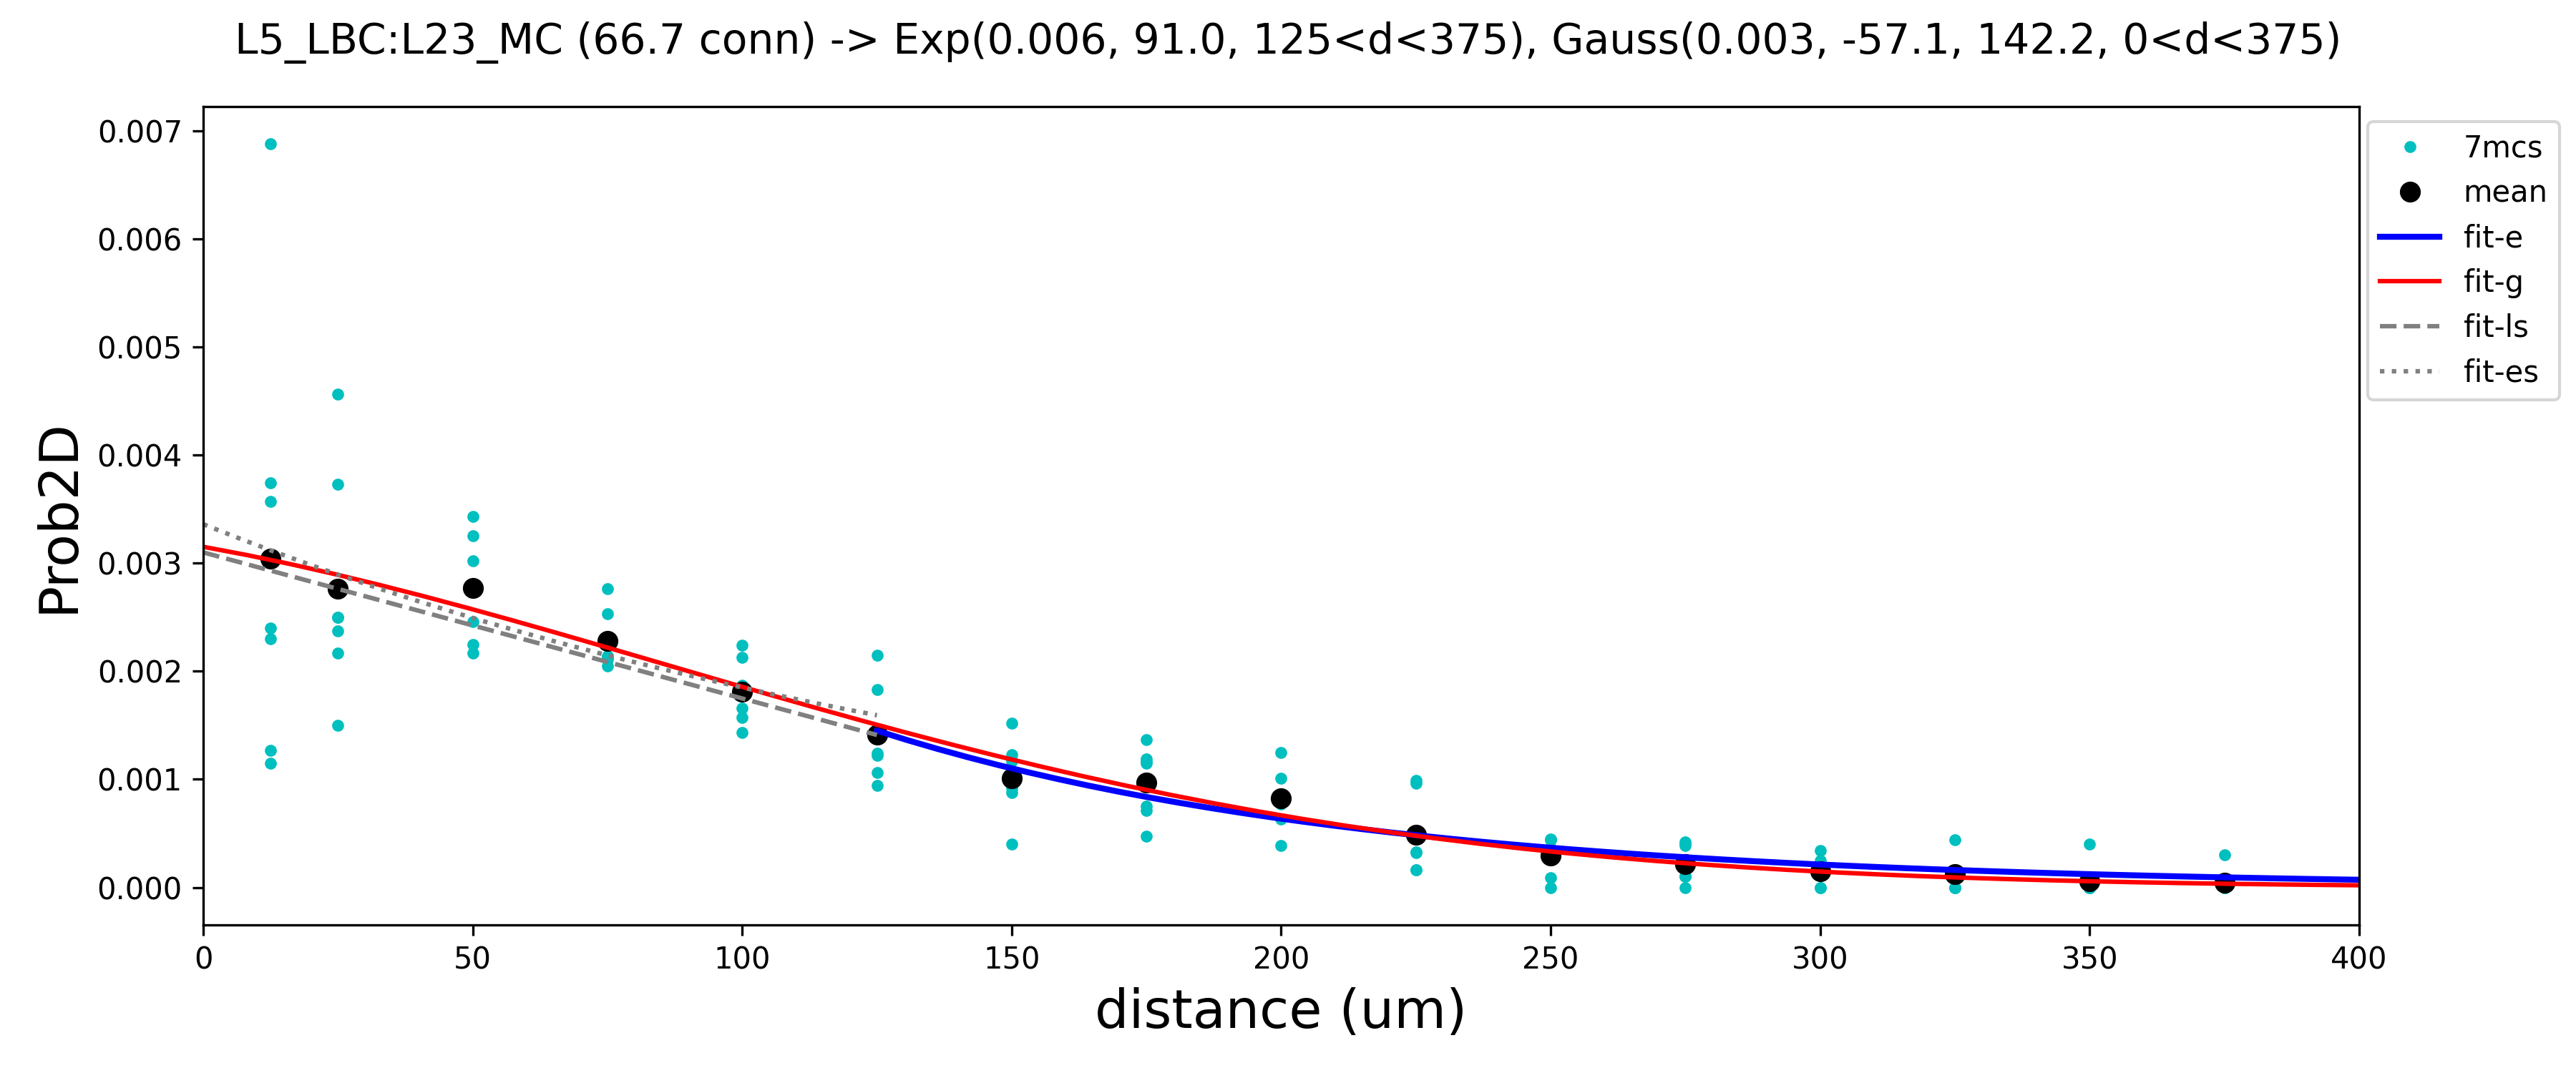 L5_LBC:L23_MC (66.7 conn) -> Exp(0.006, 91.0, 125<d<375), Gauss(0.003, -57.1, 142.2, 0<d<375)
0.007
0.006
0.005
0.004
0.003
0.002
0.001
0.000
Prob2D
0 50 100 150 200 250 300 350 400
distance (um)
7mcs
mean
fit-e
fit-g
fit-ls
fit-es